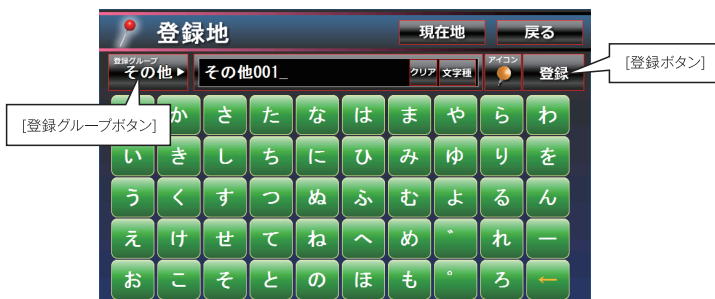 登録地 現在地 戻る
登録グループ アイコン
その他▶ その他001_ クリア 文字種 登録
[登録ボタン]
[登録グループボタン]
か さ た な は ま や ら わ
い き し ち に ひ み ゆ り を
う く す つ ぬ ふ む よ る ん
え け せ て ね へ め ゛ れ ー
お こ そ と の ほ も ゜ ろ ←